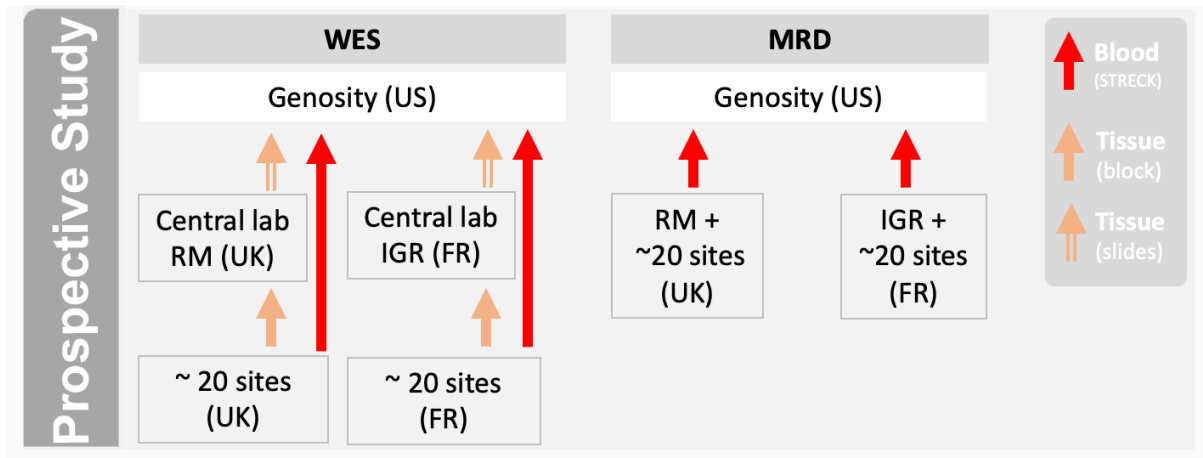 Prospective Study
WES
Genosity (US)
Central lab
RM (UK)
Central lab
IGR (FR)
~ 20 sites
(UK)
~ 20 sites
(FR)
MRD
Genosity (US)
RM +
~20 sites
(UK)
IGR +
~20 sites
(FR)
Blood
(STRECK)
Tissue
(block)
Tissue
(slides)